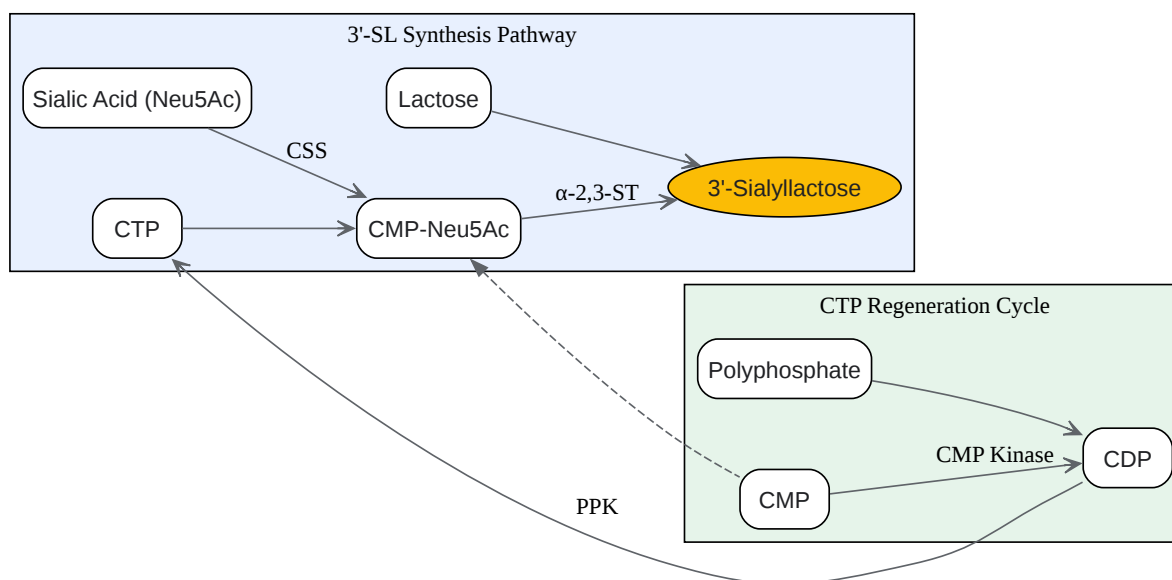 3'-SL Synthesis Pathway
Sialic Acid (Neu5Ac)
Lactose
CSS
3'-Sialyllactose
α-2,3-ST
CTP
CMP-Neu5Ac
CTP Regeneration Cycle
Polyphosphate
CMP Kinase
CDP
CMP
PPK